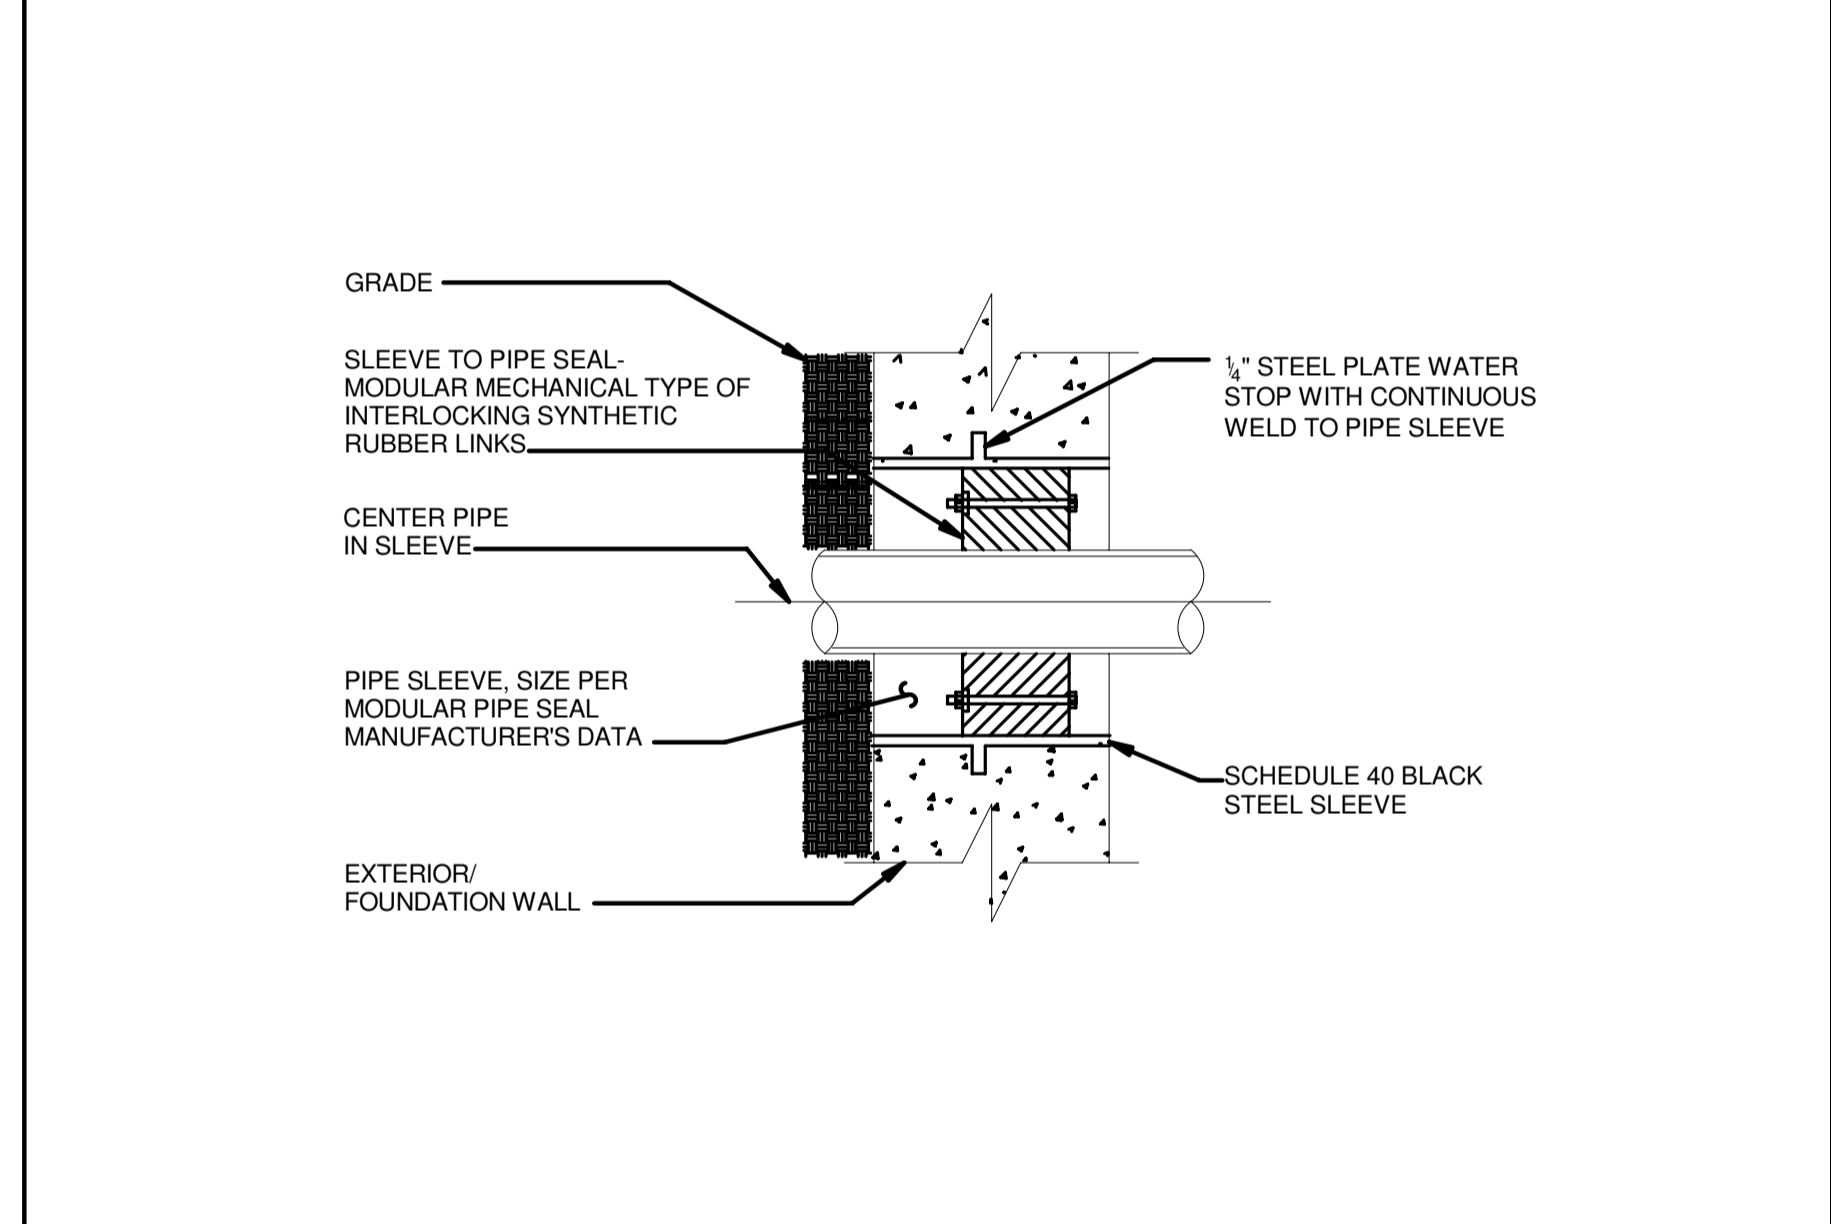 GRADE
SLEEVE TO PIPE SEAL-
MODULAR MECHANICAL TYPE OF
INTERLOCKING SYNTHETIC
RUBBER LINKS
CENTER PIPE
IN SLEEVE
PIPE SLEEVE, SIZE PER
MODULAR PIPE SEAL
MANUFACTURER'S DATA
EXTERIOR/
FOUNDATION WALL
¼" STEEL PLATE WATER
STOP WITH CONTINUOUS
WELD TO PIPE SLEEVE
SCHEDULE 40 BLACK
STEEL SLEEVE